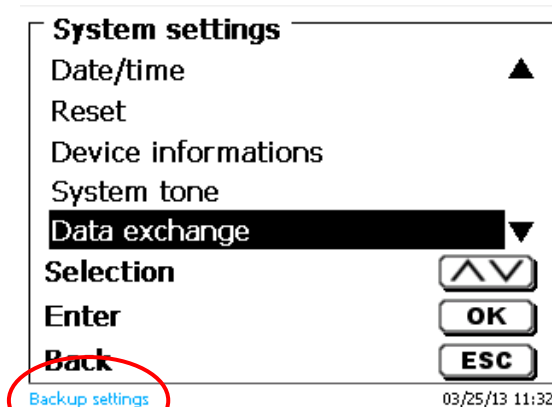 System settings
Date/time
Reset
Device informations
System tone
Data exchange
Selection
Enter OK
Back ESC
Backup settings 03/25/13 11:32